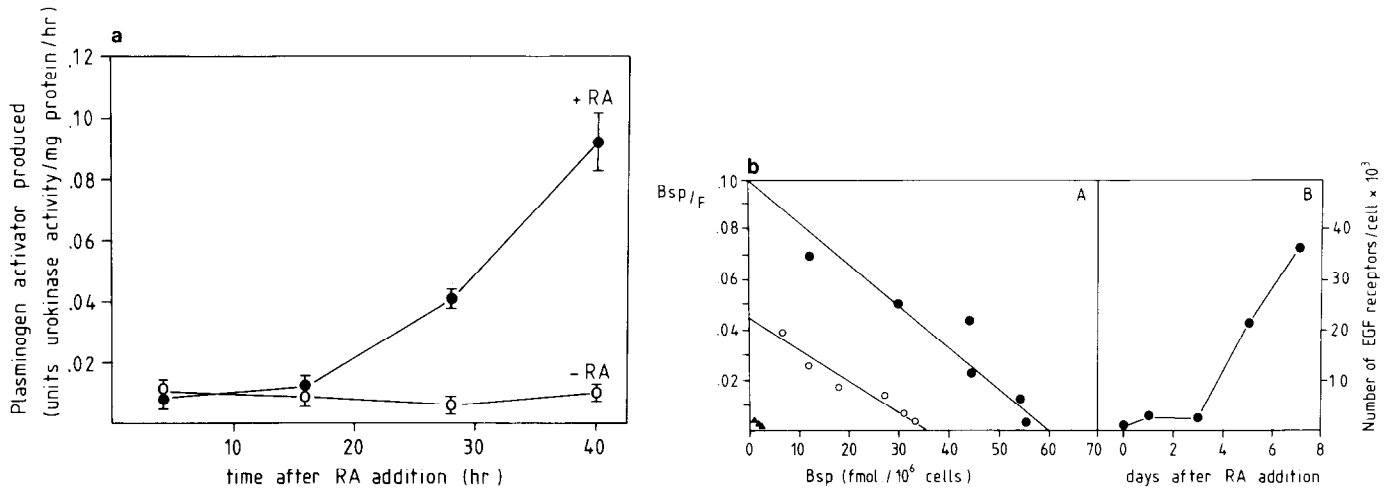 a
Plasminogen activator produced
(units urokinase activity/mg protein/hr)
.12
.10
.08
.06
.04
.02
+ RA
– RA
10
20
30
40
time after RA addition (hr)
b
Bsp/F
.10
.08
.06
.04
.02
A
0
10
20
30
40
50
60
70
Bsp (fmol./10⁶ cells)
B
40
30
20
10
Number of EGF receptors/cell × 10³
0
2
4
6
8
days after RA addition